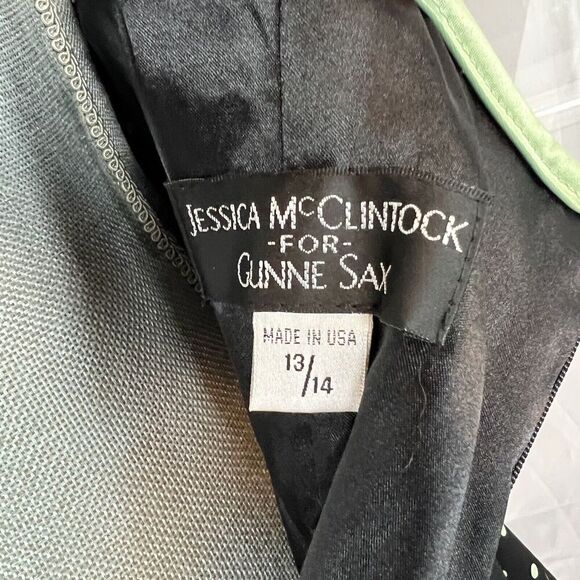 JESSICA McCLINTOCK
-FOR-
GUNNE SAX
MADE IN USA
13/14